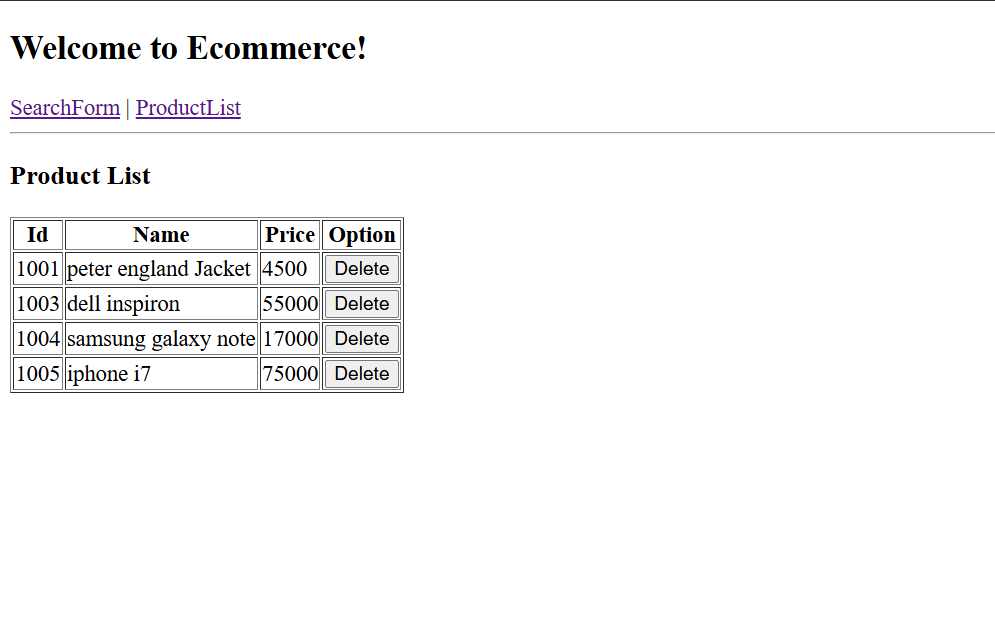 Welcome to Ecommerce!
SearchForm | ProductList
Product List
Id Name Price Option
1001 peter england Jacket 4500 Delete
1003 dell inspiron 55000 Delete
1004 samsung galaxy note 17000 Delete
1005 iphone i7 75000 Delete